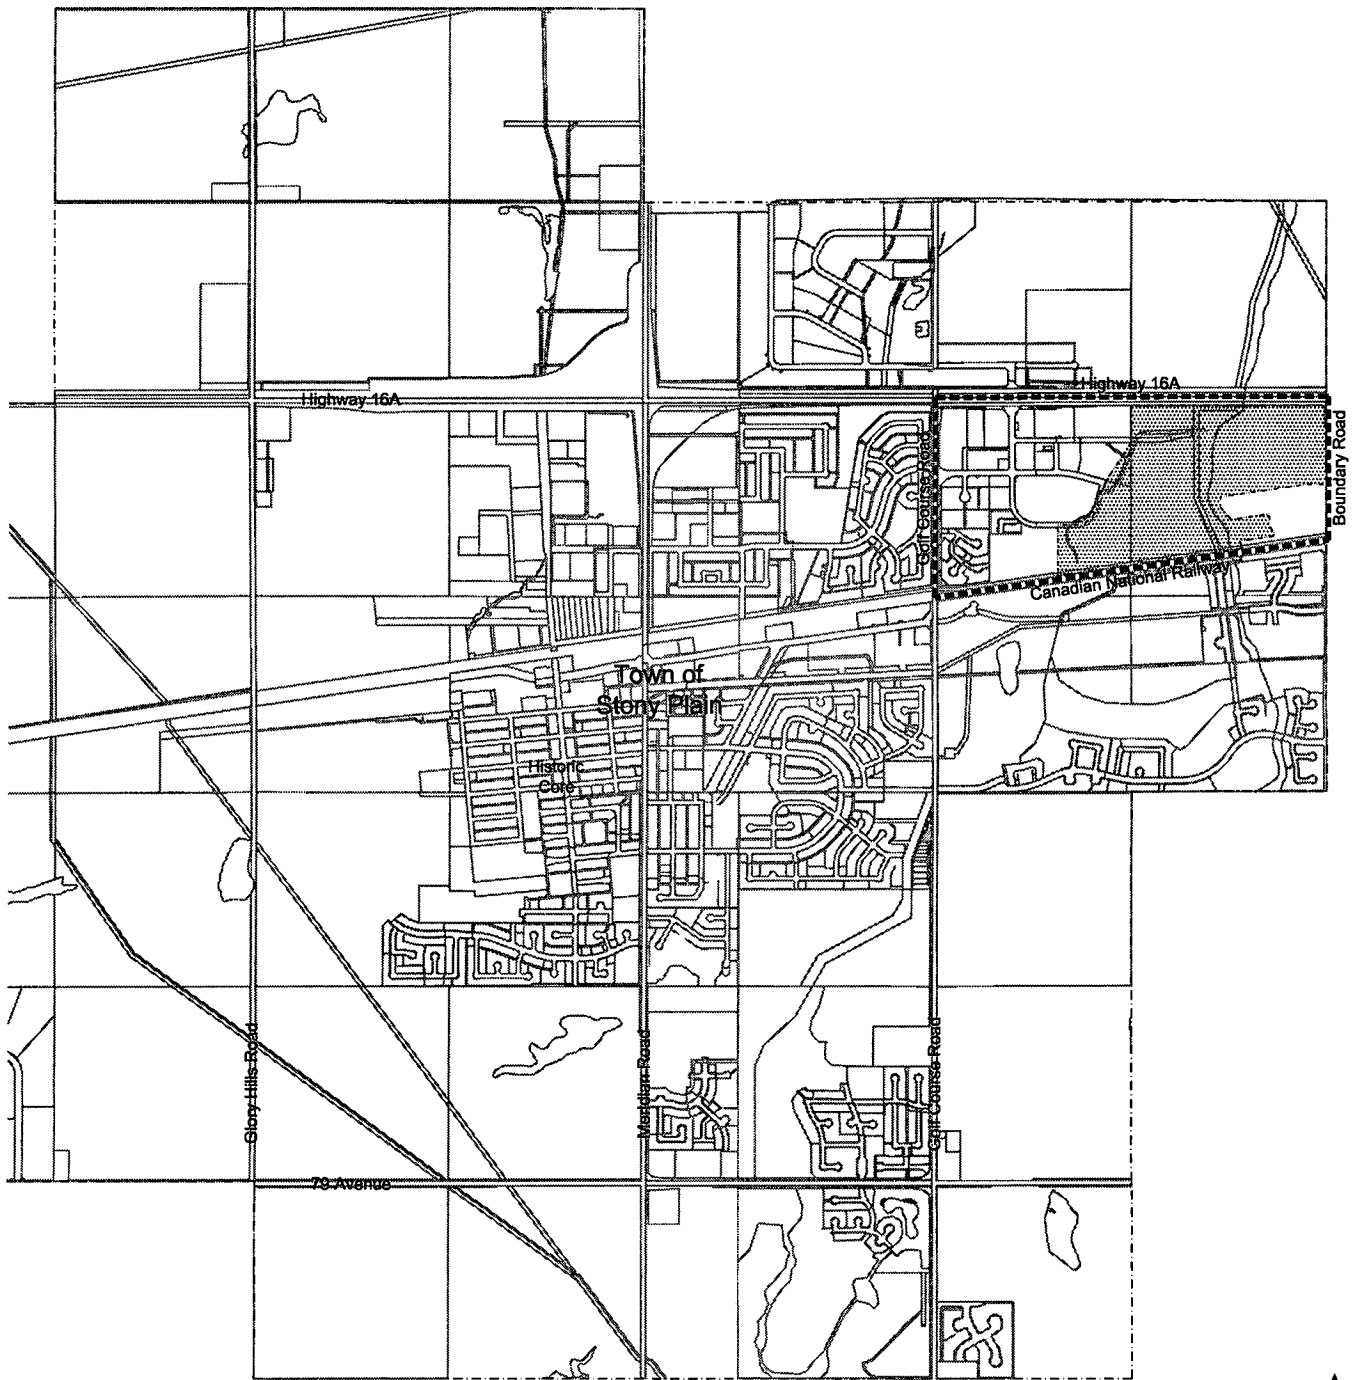 Highway 16A
Highway 16A
Golf Course Road
Boundary Road
Canadian National Railway
Town of
Stony Plain
Historic
Core
Glory Hills Road
Meridian Road
Golf Course Road
79 Avenue